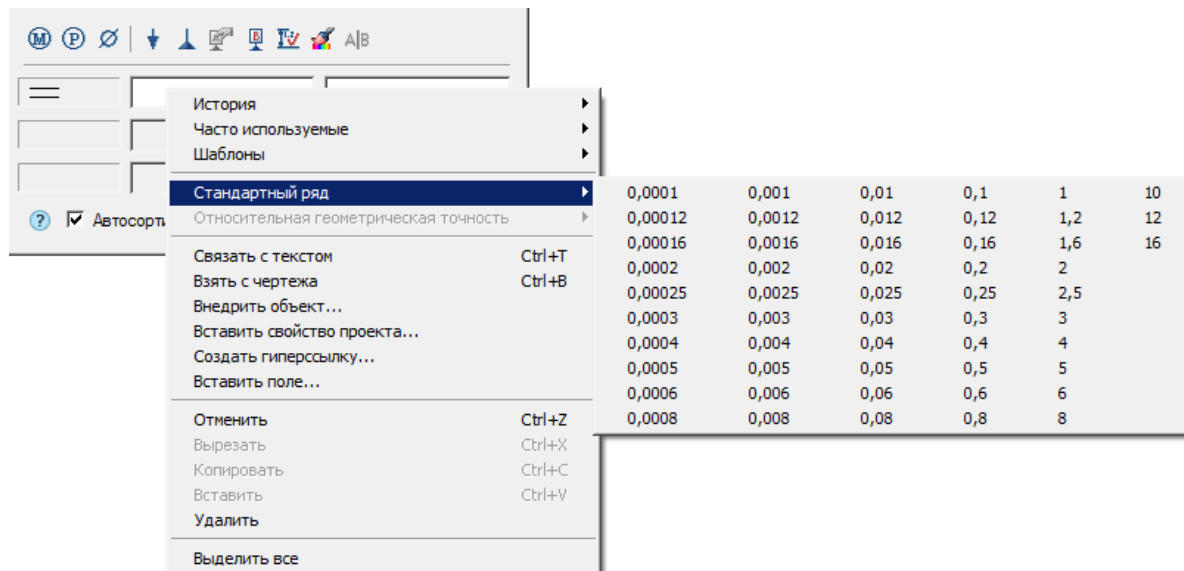 M P Ø A|B
История
Часто используемые
Шаблоны
Стандартный ряд
Относительная геометрическая точность
Автосорти
Связать с текстом Ctrl+T
Взять с чертежа Ctrl+B
Внедрить объект...
Вставить свойство проекта...
Создать гиперссылку...
Вставить поле...
Отменить Ctrl+Z
Вырезать Ctrl+X
Копировать Ctrl+C
Вставить Ctrl+V
Удалить
Выделить все
0,0001 0,001 0,01 0,1 1 10
0,00012 0,0012 0,012 0,12 1,2 12
0,00016 0,0016 0,016 0,16 1,6 16
0,0002 0,002 0,02 0,2 2
0,00025 0,0025 0,025 0,25 2,5
0,0003 0,003 0,03 0,3 3
0,0004 0,004 0,04 0,4 4
0,0005 0,005 0,05 0,5 5
0,0006 0,006 0,06 0,6 6
0,0008 0,008 0,08 0,8 8